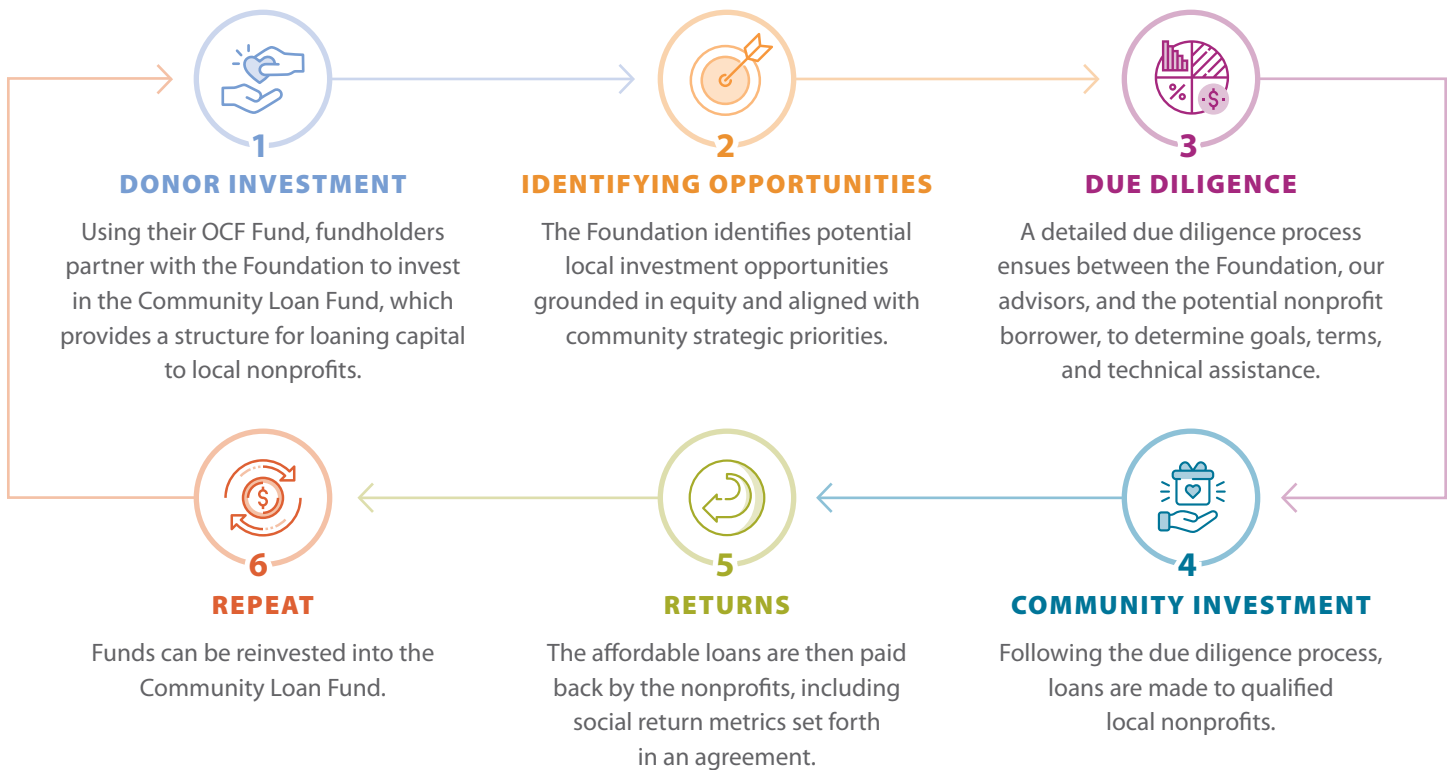 1
DONOR INVESTMENT
Using their OCF Fund, fundholders
partner with the Foundation to invest
in the Community Loan Fund, which
provides a structure for loaning capital
to local nonprofits.
2
IDENTIFYING OPPORTUNITIES
The Foundation identifies potential
local investment opportunities
grounded in equity and aligned with
community strategic priorities.
%
$
3
DUE DILIGENCE
A detailed due diligence process
ensues between the Foundation, our
advisors, and the potential nonprofit
borrower, to determine goals, terms,
and technical assistance.
4
COMMUNITY INVESTMENT
Following the due diligence process,
loans are made to qualified
local nonprofits.
5
RETURNS
The affordable loans are then paid
back by the nonprofits, including
social return metrics set forth
in an agreement.
$
6
REPEAT
Funds can be reinvested into the
Community Loan Fund.